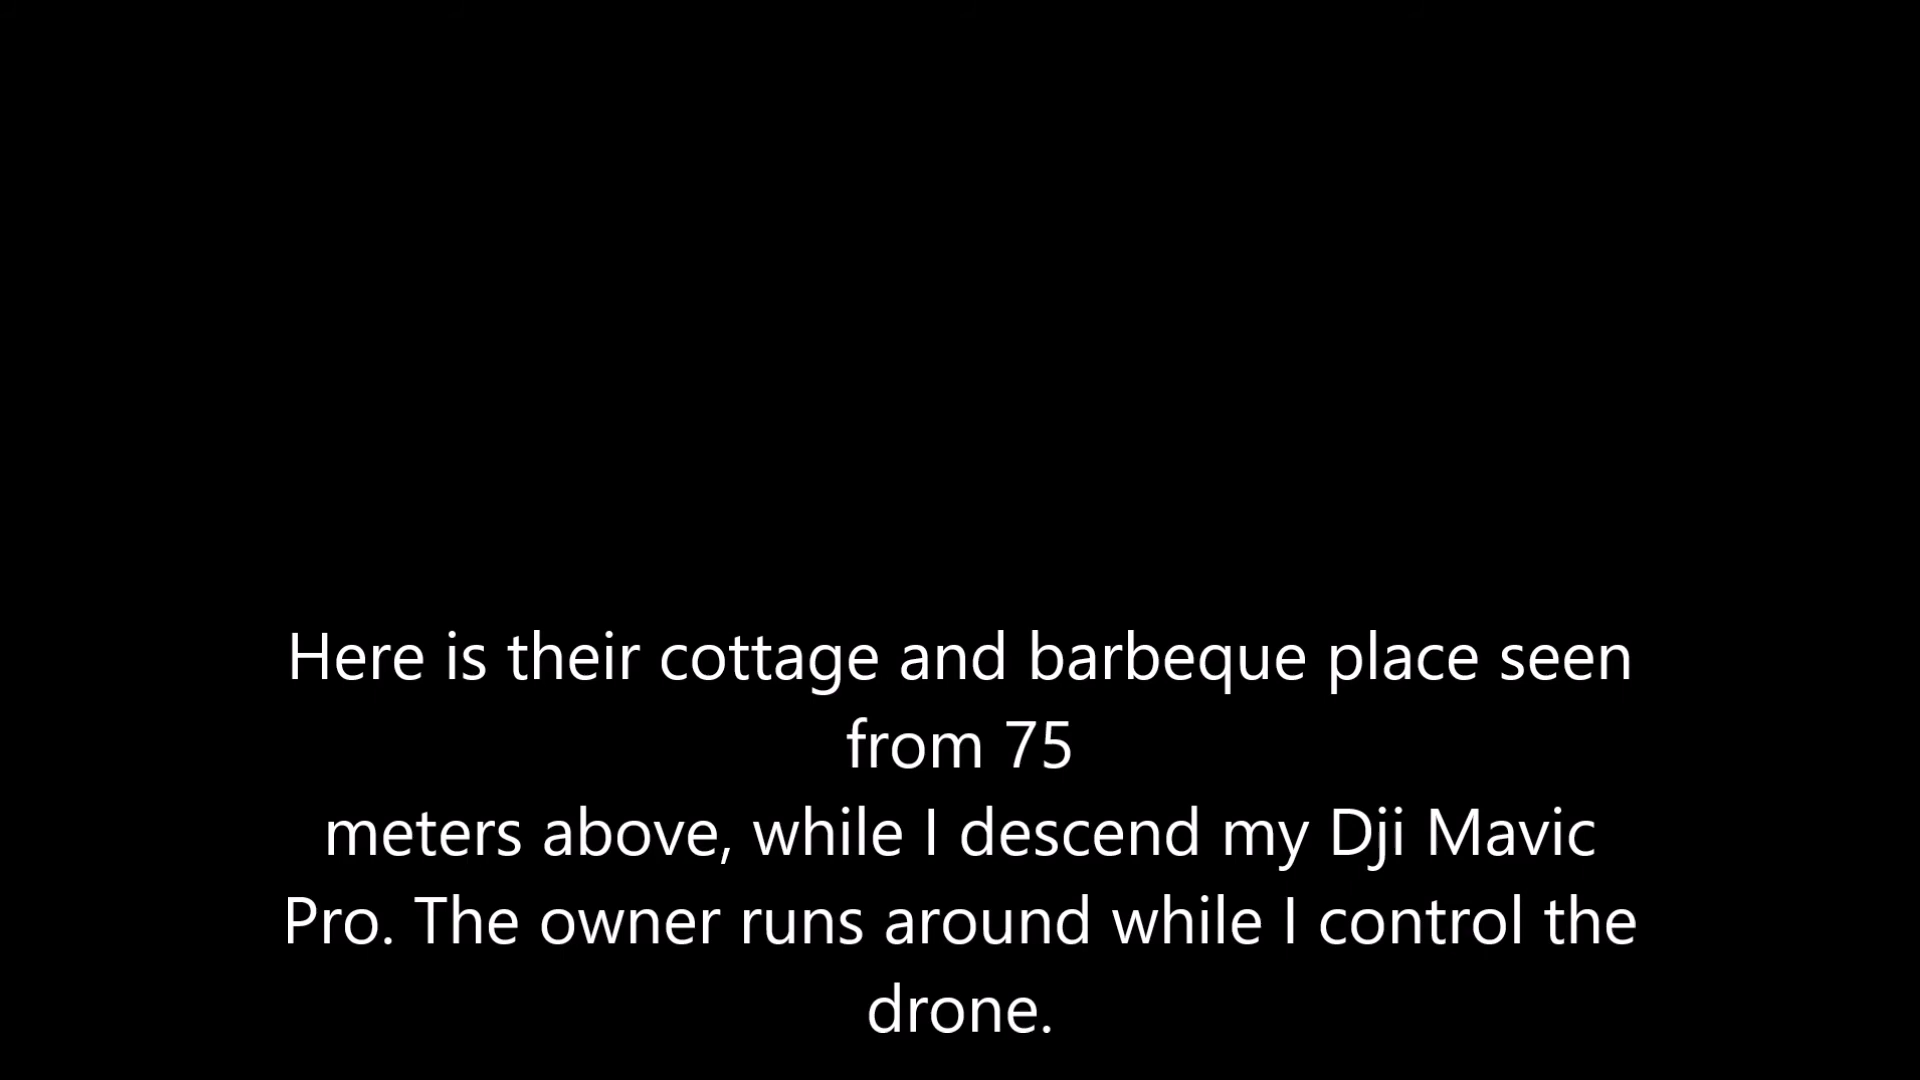 Here is their cottage and barbeque place seen
from 75
meters above, while I descend my Dji Mavic
Pro. The owner runs around while I control the
drone.